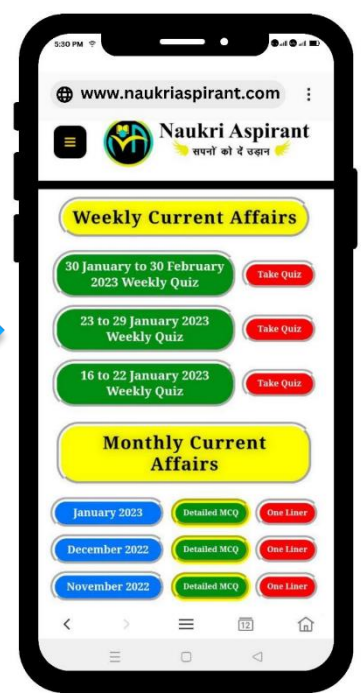 5:30 PM
www.naukriaspirant.com
Naukri Aspirant
सपनों को दें उड़ान
Weekly Current Affairs
30 January to 30 February
2023 Weekly Quiz
Take Quiz
23 to 29 January 2023
Weekly Quiz
Take Quiz
16 to 22 January 2023
Weekly Quiz
Take Quiz
Monthly Current
Affairs
January 2023 Detailed MCQ One Liner
December 2022 Detailed MCQ One Liner
November 2022 Detailed MCQ One Liner
12